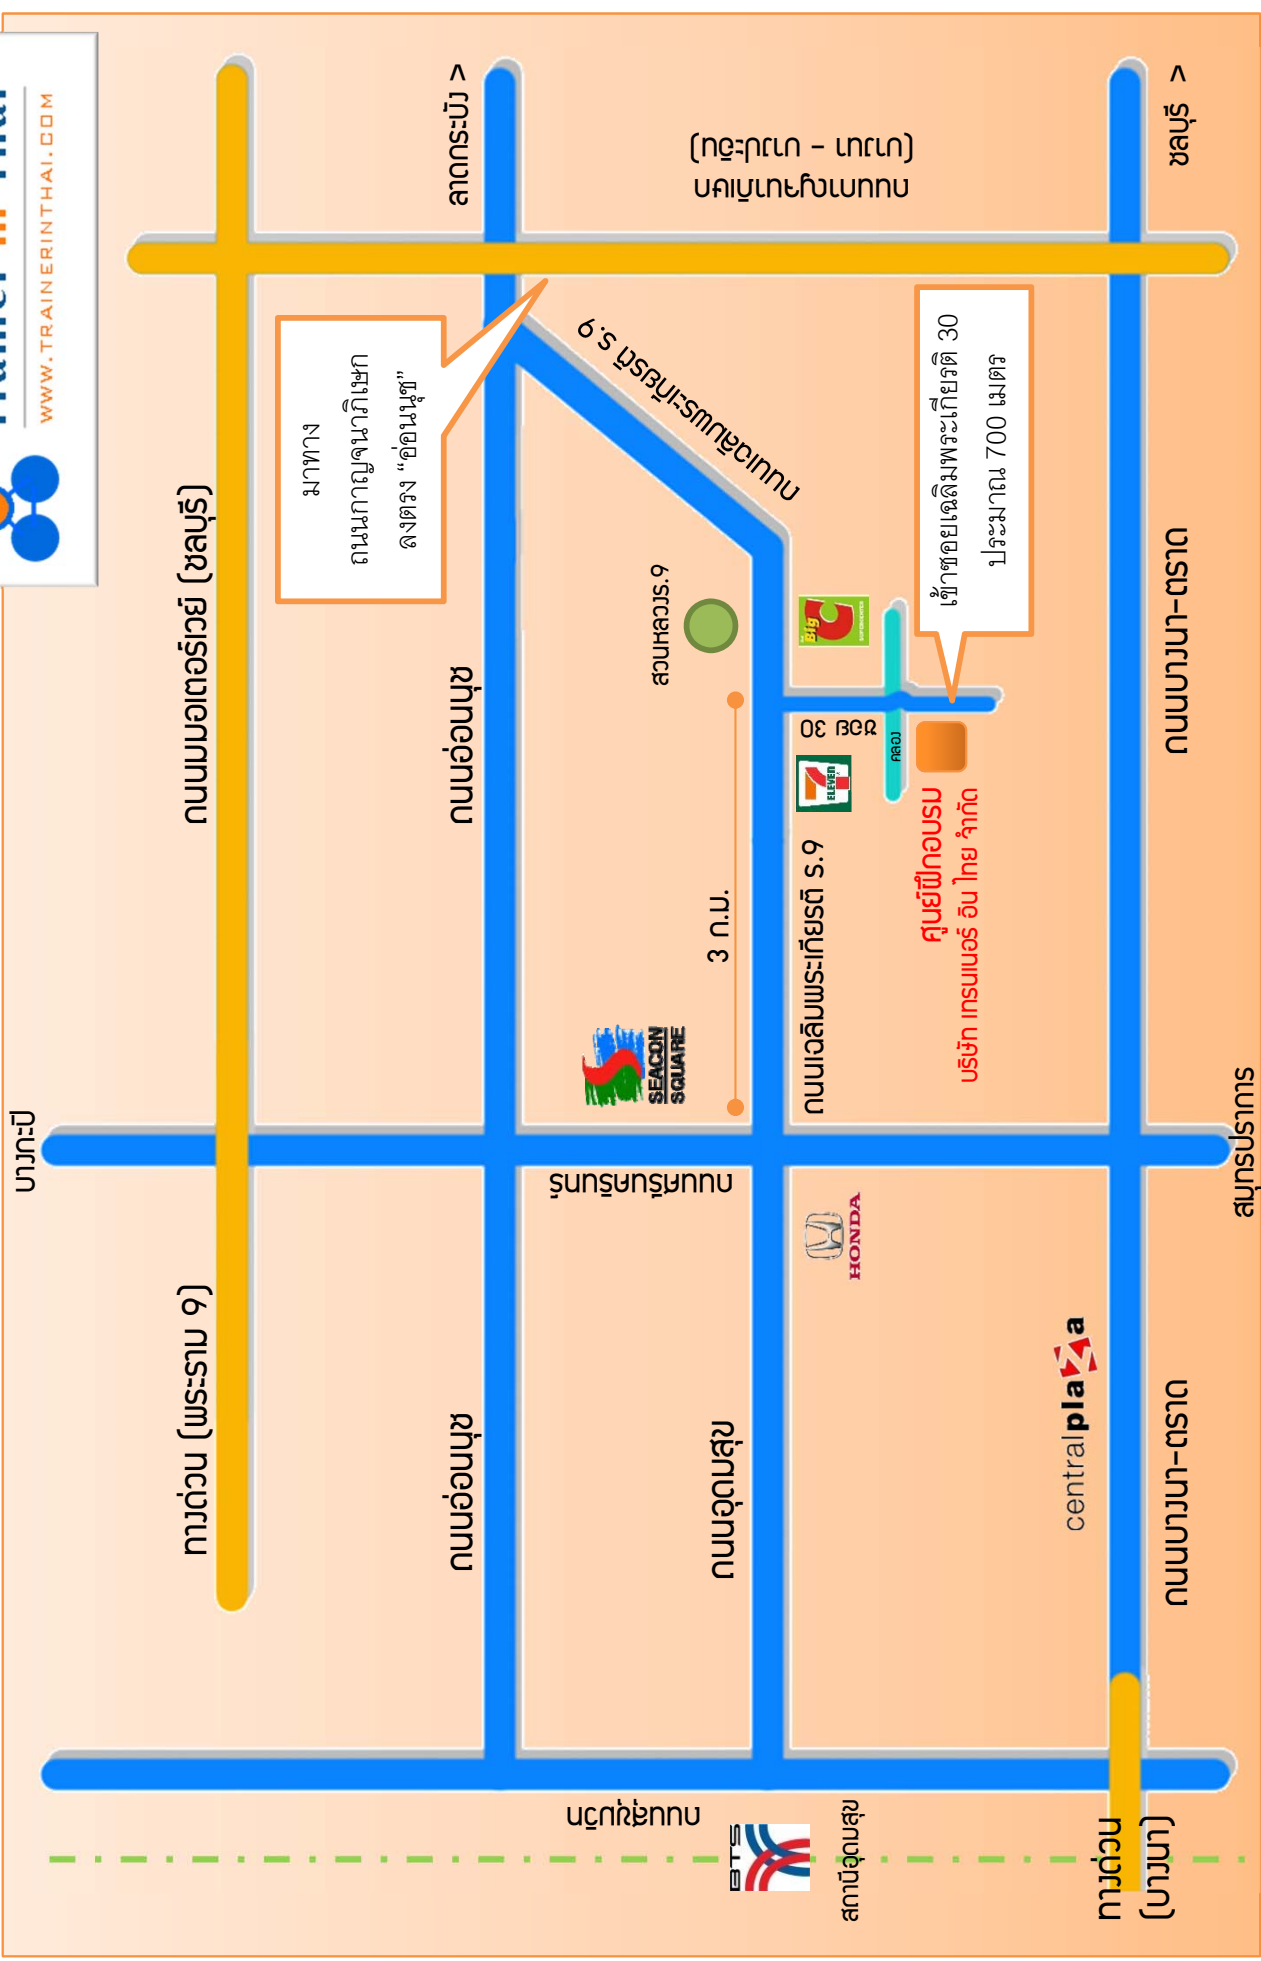 Trainer in Thai
WWW.TRAINERINTHAI.COM
บางกะปิ
ทางด่วน (พระราม 9)
ถนนมอเตอร์เวย์ (ชลบุรี)
มาทาง
ถนนกาญจนาภิเษก
ลงตรง “อ่อนนุช”
ถนนอ่อนนุช
ถนนอ่อนนุช
ลาดกระบัง >
ถนนสุขุมวิท
ถนนศรีนครินทร์
SEACON
SQUARE
สวนหลวงร.9
ถนนเฉลิมพระเกียรติ ร.9
ถนนวงแหวน
(บางนา – บางปะอิน)
3 ก.ม.
ถนนอุดมสุข
BTS
สถานีอุดมสุข
HONDA
ถนนเฉลิมพระเกียรติ ร.9
7
ELEVEN
ซอย 30
Big C
SUPERCENTER
คลอง
ศูนย์ฝึกอบรม
บริษัท เทรนเนอร์ อิน ไทย จำกัด
เข้าซอยเฉลิมพระเกียรติ 30
ประมาณ 700 เมตร
centralplaza
ทางด่วน
(บางนา)
ถนนบางนา-ตราด
ถนนบางนา-ตราด
ชลบุรี >
สมุทรปราการ